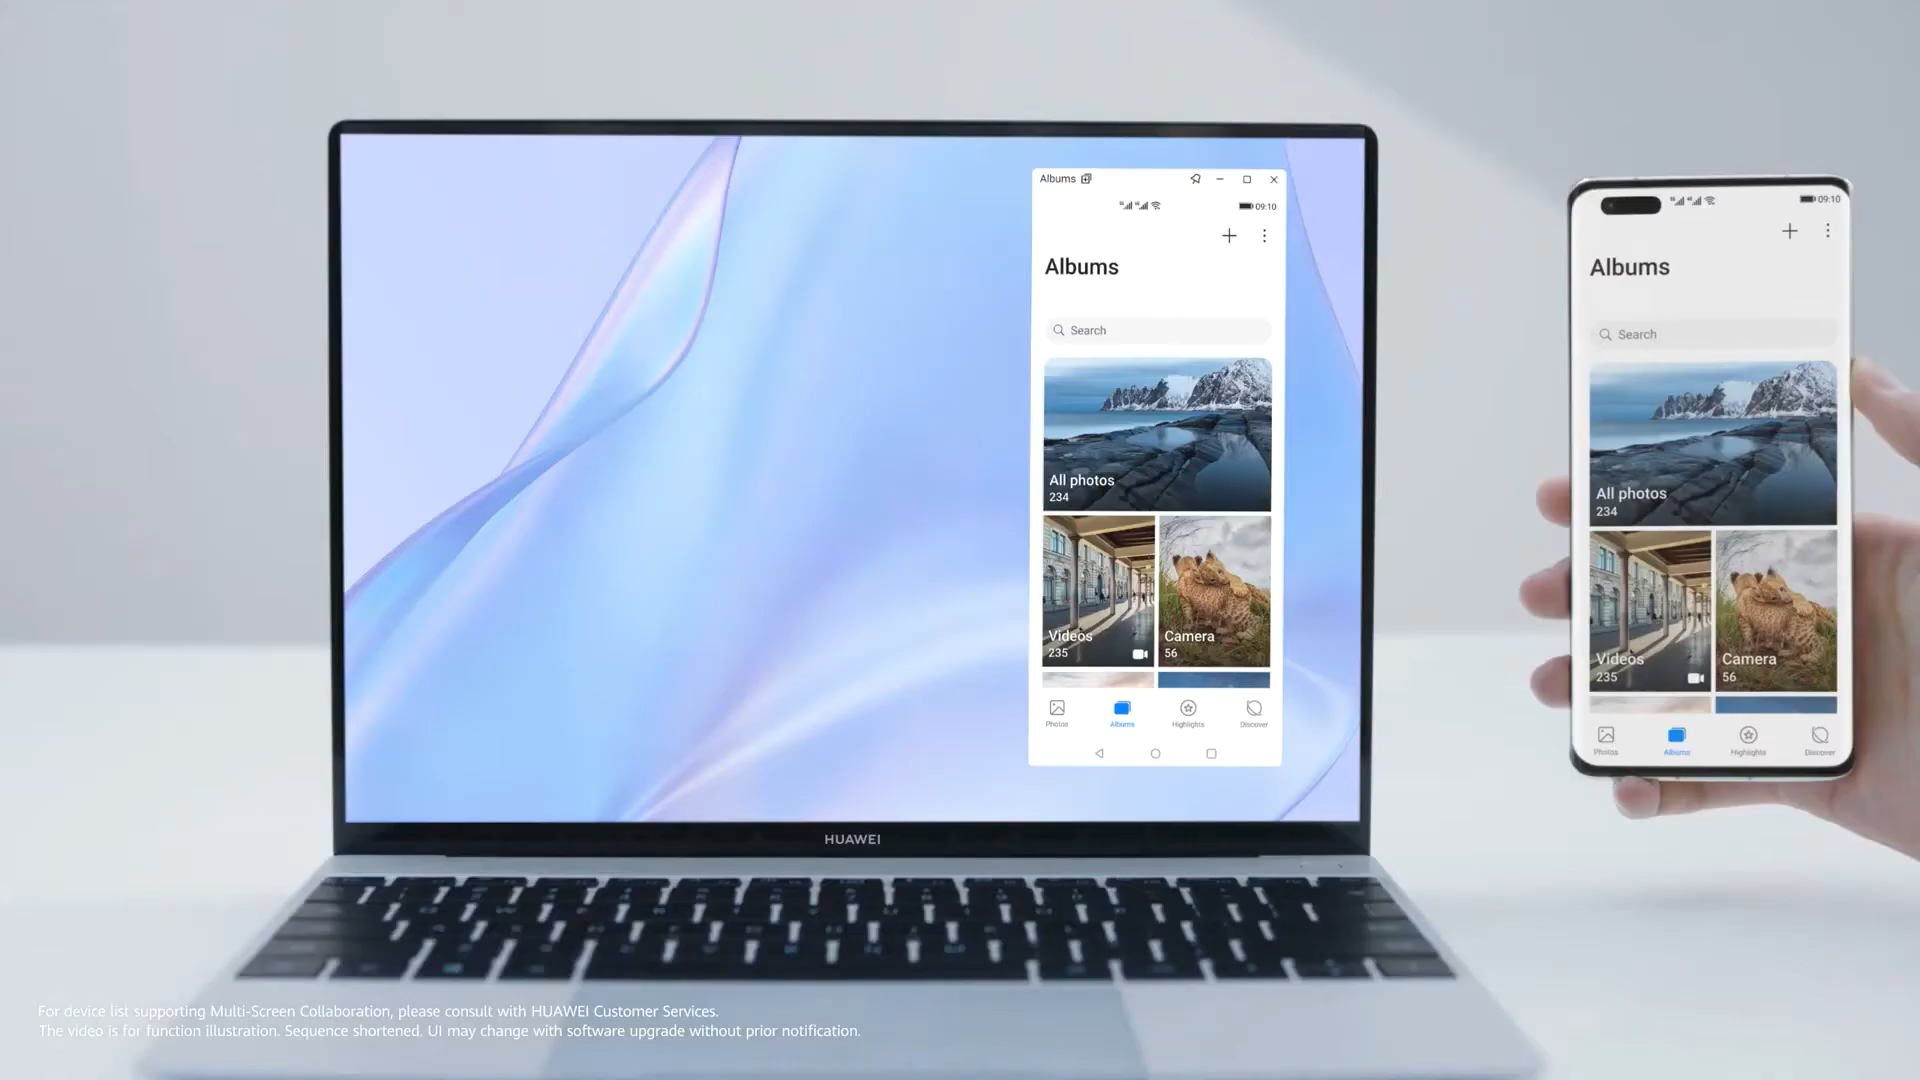 Albums
09:10
Albums
Search
All photos
234
Videos
235
Camera
56
Photos
Albums
Highlights
Discover
HUAWEI
09:10
Albums
Search
All photos
234
Videos
235
Camera
56
Photos
Albums
Highlights
Discover
For device list supporting Multi-Screen Collaboration, please consult with HUAWEI Customer Services.
The video is for function illustration. Sequence shortened. UI may change with software upgrade without prior notification.